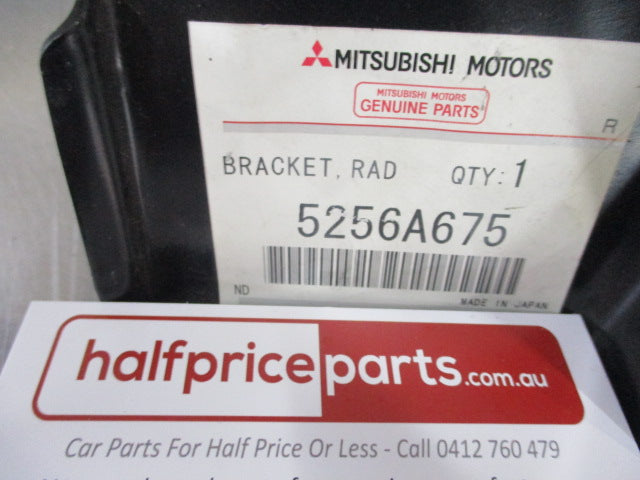 MITSUBISHI MOTORS
MITSUBISHI MOTORS
GENUINE PARTS
R
BRACKET, RAD QTY: 1
5256A675
ND
MADE IN JAPAN
halfpriceparts.com.au
Car Parts For Half Price Or Less - Call 0412 760 479